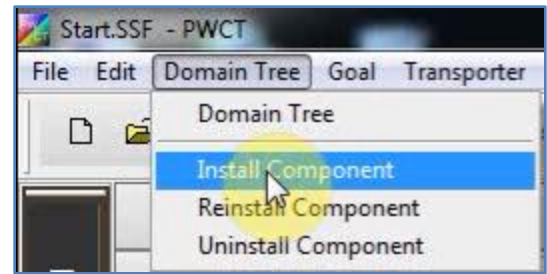 Start.SSF - PWCT
File Edit Domain Tree Goal Transporter
Domain Tree
Install Component
Reinstall Component
Uninstall Component